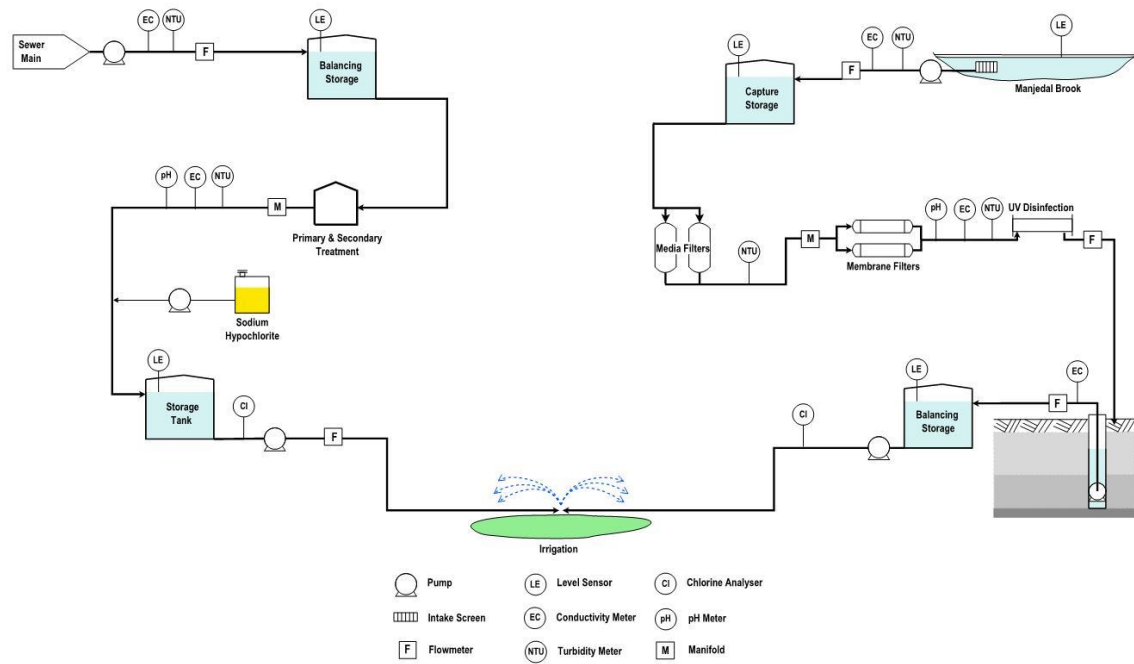 Sewer
Main
EC
NTU
F
LE
Balancing
Storage
pH
EC
NTU
M
Primary & Secondary
Treatment
Sodium
Hypochlorite
LE
Storage
Tank
Cl
F
LE
Manjedal Brook
NTU
EC
F
LE
Capture
Storage
Media Filters
NTU
M
Membrane Filters
pH
EC
NTU
UV Disinfection
F
EC
F
LE
Balancing
Storage
Cl
Irrigation
Pump
LE Level Sensor
Cl Chlorine Analyser
Intake Screen
EC Conductivity Meter
pH pH Meter
F Flowmeter
NTU Turbidity Meter
M Manifold